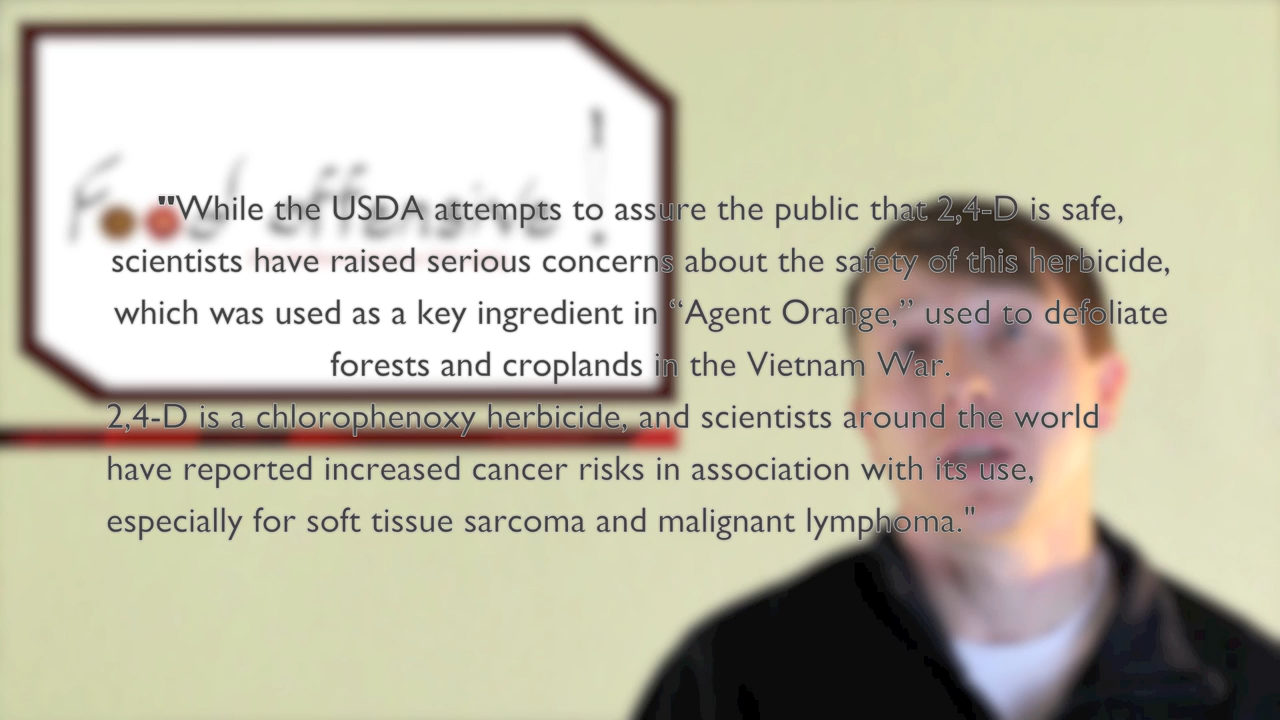 Food offensive!
"While the USDA attempts to assure the public that 2,4-D is safe,
scientists have raised serious concerns about the safety of this herbicide,
which was used as a key ingredient in “Agent Orange,” used to defoliate
forests and croplands in the Vietnam War.
2,4-D is a chlorophenoxy herbicide, and scientists around the world
have reported increased cancer risks in association with its use,
especially for soft tissue sarcoma and malignant lymphoma."